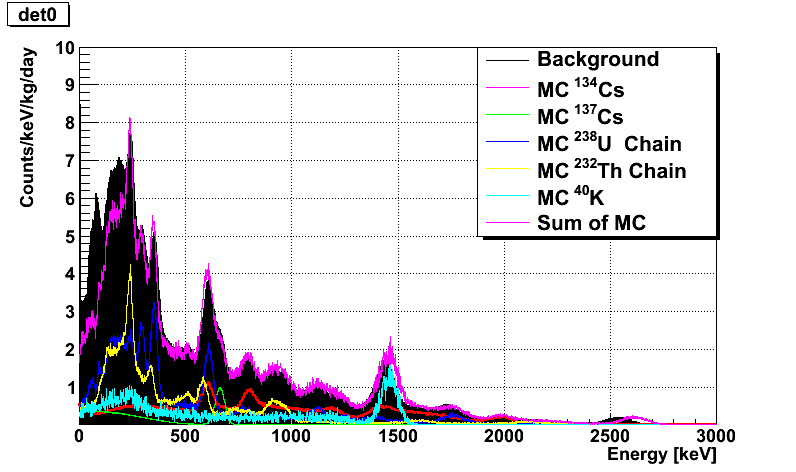 det0
Counts/keV/kg/day
10
9
8
7
6
5
4
3
2
1
Background
MC ¹³⁴Cs
MC ¹³⁷Cs
MC ²³⁸U Chain
MC ²³²Th Chain
MC ⁴⁰K
Sum of MC
0 500 1000 1500 2000 2500 3000
Energy [keV]